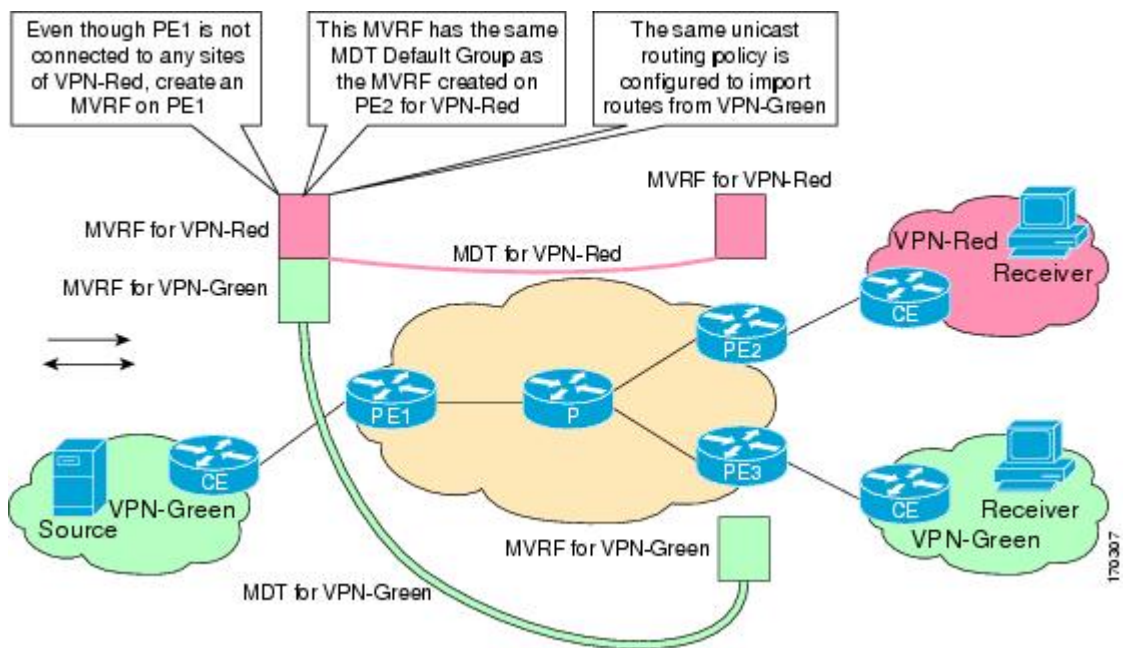 Even though PE1 is not
connected to any sites
of VPN-Red, create an
MVRF on PE1
This MVRF has the same
MDT Default Group as
the MVRF created on
PE2 for VPN-Red
The same unicast
routing policy is
configured to import
routes from VPN-Green
MVRF for VPN-Red
MVRF for VPN-Red
MDT for VPN-Red
MVRF for VPN-Green
VPN-Red
Receiver
CE
PE2
PE1
P
PE3
CE
VPN-Green
Source
CE
Receiver
VPN-Green
MVRF for VPN-Green
MDT for VPN-Green
170307